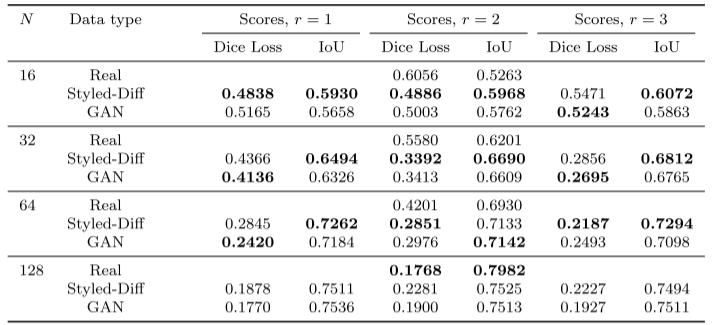 N Data type Scores, r = 1 Scores, r = 2 Scores, r = 3
Dice Loss IoU Dice Loss IoU Dice Loss IoU
16 Real 0.6056 0.5263
Styled-Diff 0.4838 0.5930 0.4886 0.5968 0.5471 0.6072
GAN 0.5165 0.5658 0.5003 0.5762 0.5243 0.5863
32 Real 0.5580 0.6201
Styled-Diff 0.4366 0.6494 0.3392 0.6690 0.2856 0.6812
GAN 0.4136 0.6326 0.3413 0.6609 0.2695 0.6765
64 Real 0.4201 0.6930
Styled-Diff 0.2845 0.7262 0.2851 0.7133 0.2187 0.7294
GAN 0.2420 0.7184 0.2976 0.7142 0.2493 0.7098
128 Real 0.1768 0.7982
Styled-Diff 0.1878 0.7511 0.2281 0.7525 0.2227 0.7494
GAN 0.1770 0.7536 0.1900 0.7513 0.1927 0.7511